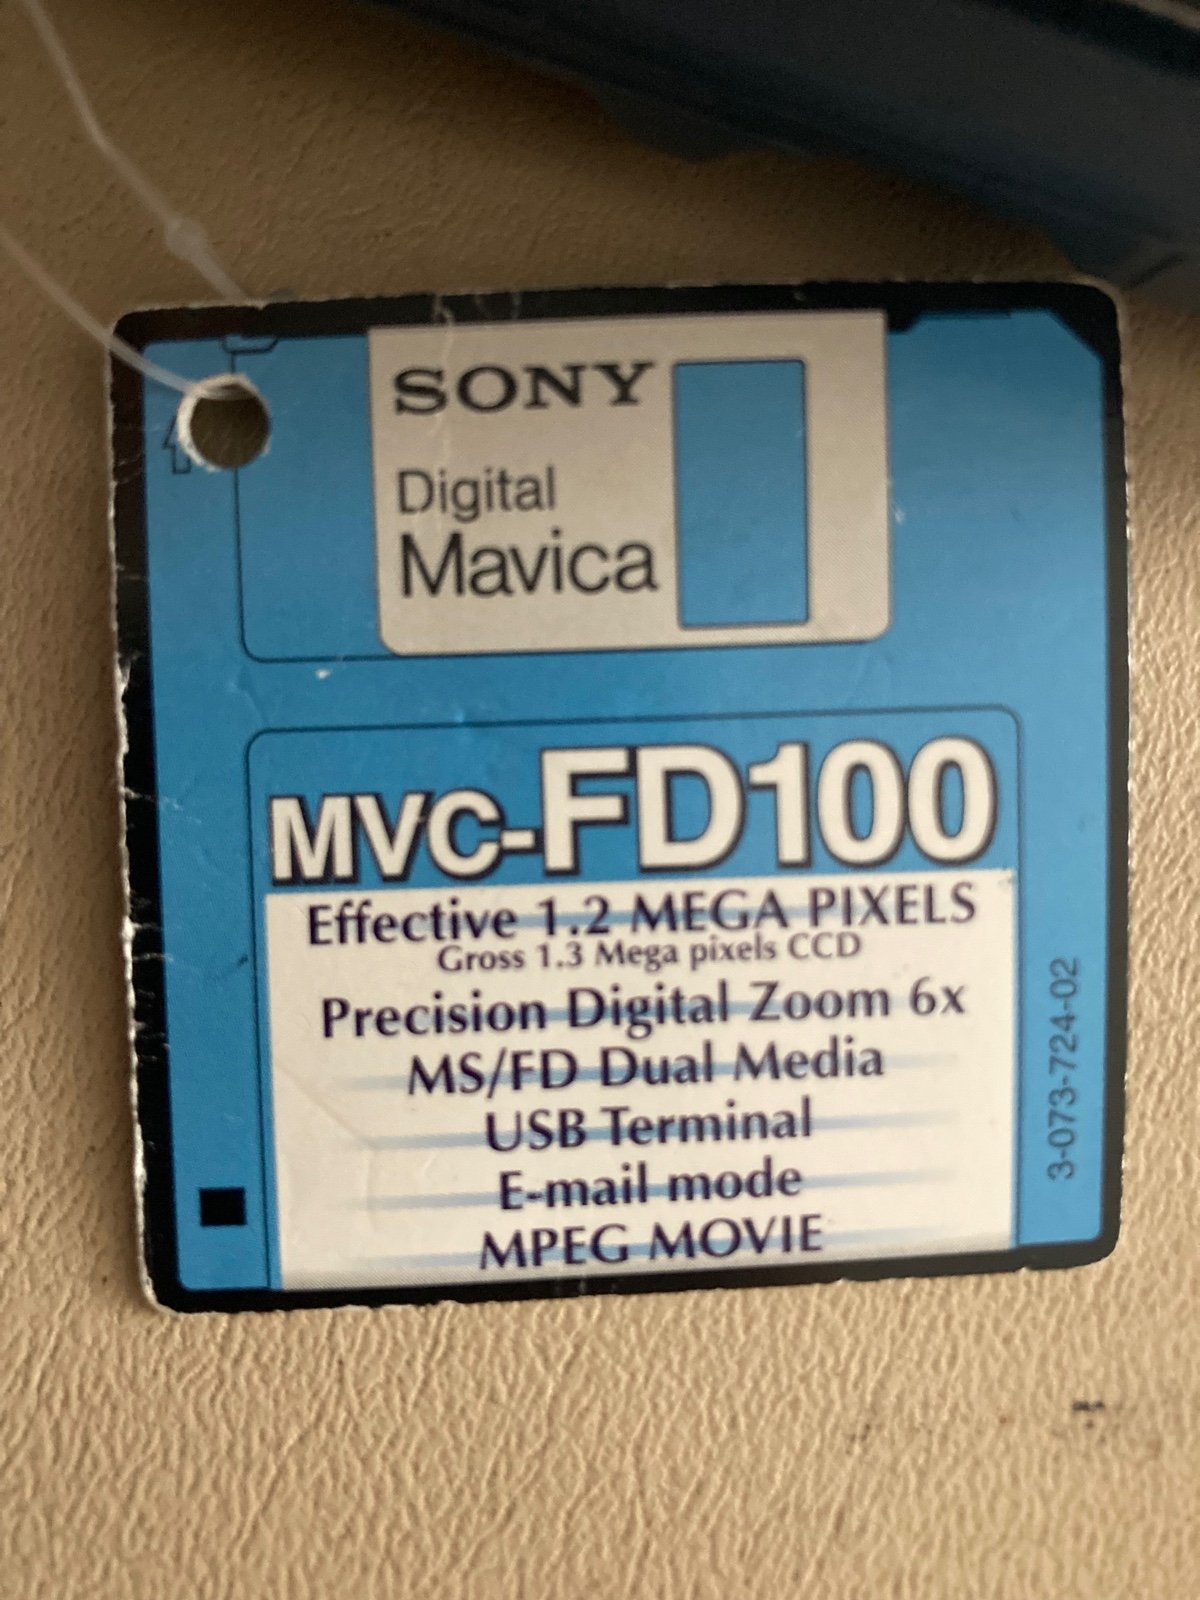 SONY
Digital
Mavica
MVC-FD100
Effective 1.2 MEGA PIXELS
Gross 1.3 Mega pixels CCD
Precision Digital Zoom 6x
MS/FD Dual Media
USB Terminal
E-mail mode
MPEG MOVIE
3-073-724-02